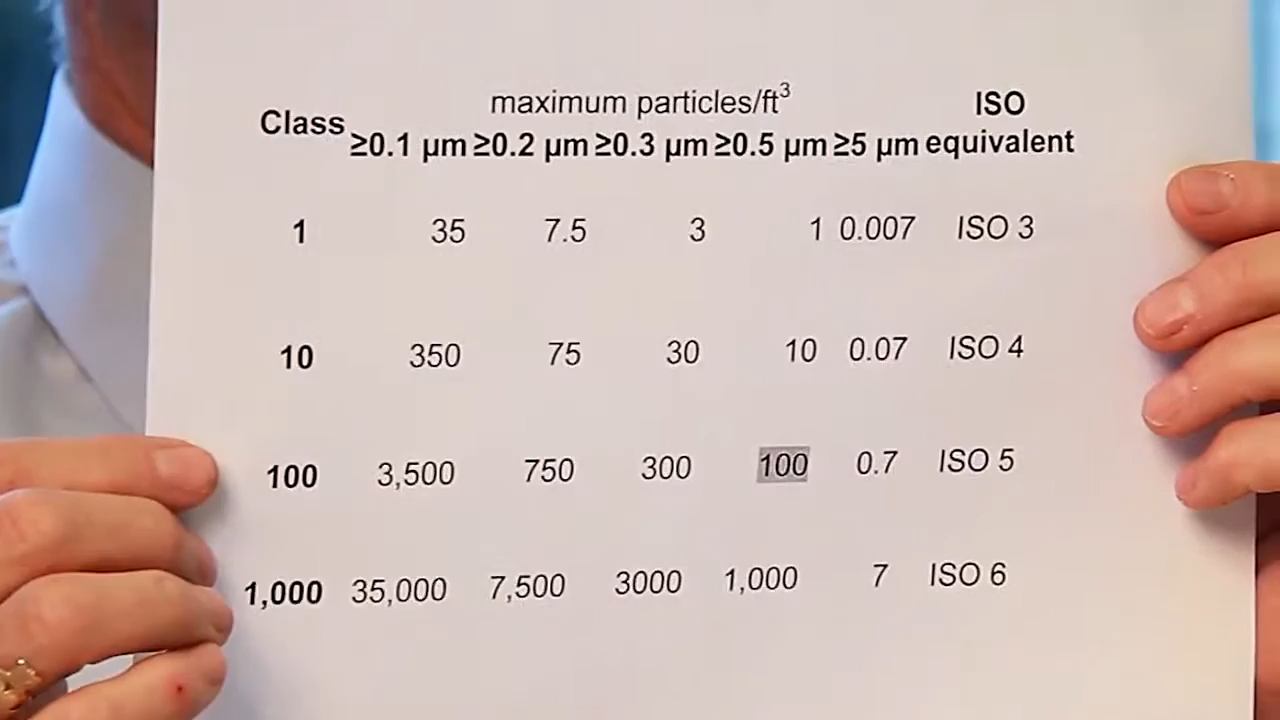 maximum particles/ft³ ISO
Class ≥0.1 µm ≥0.2 µm ≥0.3 µm ≥0.5 µm ≥5 µm equivalent
1 35 7.5 3 1 0.007 ISO 3
10 350 75 30 10 0.07 ISO 4
100 3,500 750 300 100 0.7 ISO 5
1,000 35,000 7,500 3000 1,000 7 ISO 6